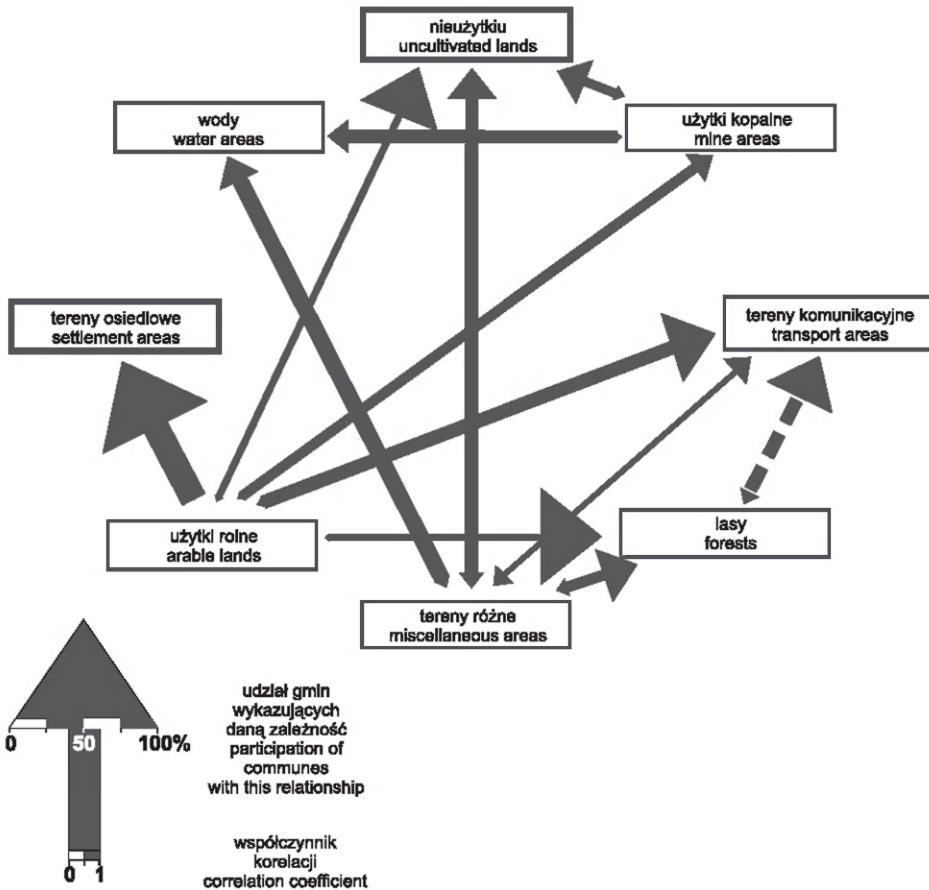 nieużytkiu
uncultivated lands
wody
water areas
użytki kopalne
mine areas
tereny osiedlowe
settlement areas
tereny komunikacyjne
transport areas
użytki rolne
arable lands
lasy
forests
tereny różne
miscellaneous areas
0 50 100%
udział gmin
wykazujących
daną zależność
participation of
communes
with this relationship
0 1
współczynnik
korelacji
correlation coefficient